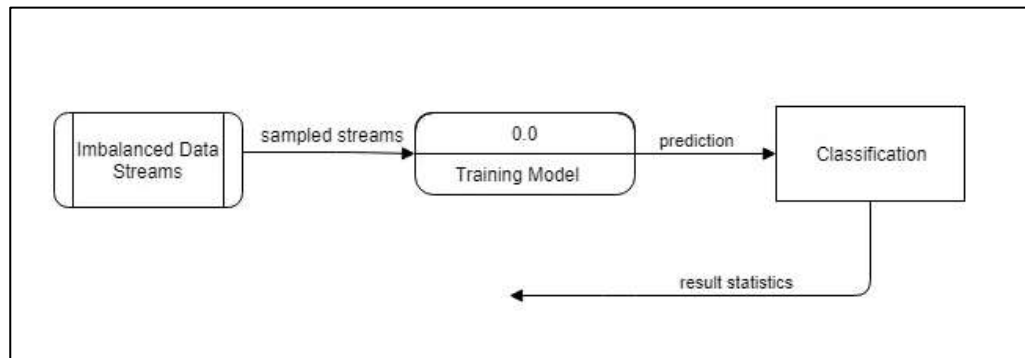 Imbalanced Data
Streams
sampled streams
0.0
Training Model
prediction
Classification
result statistics